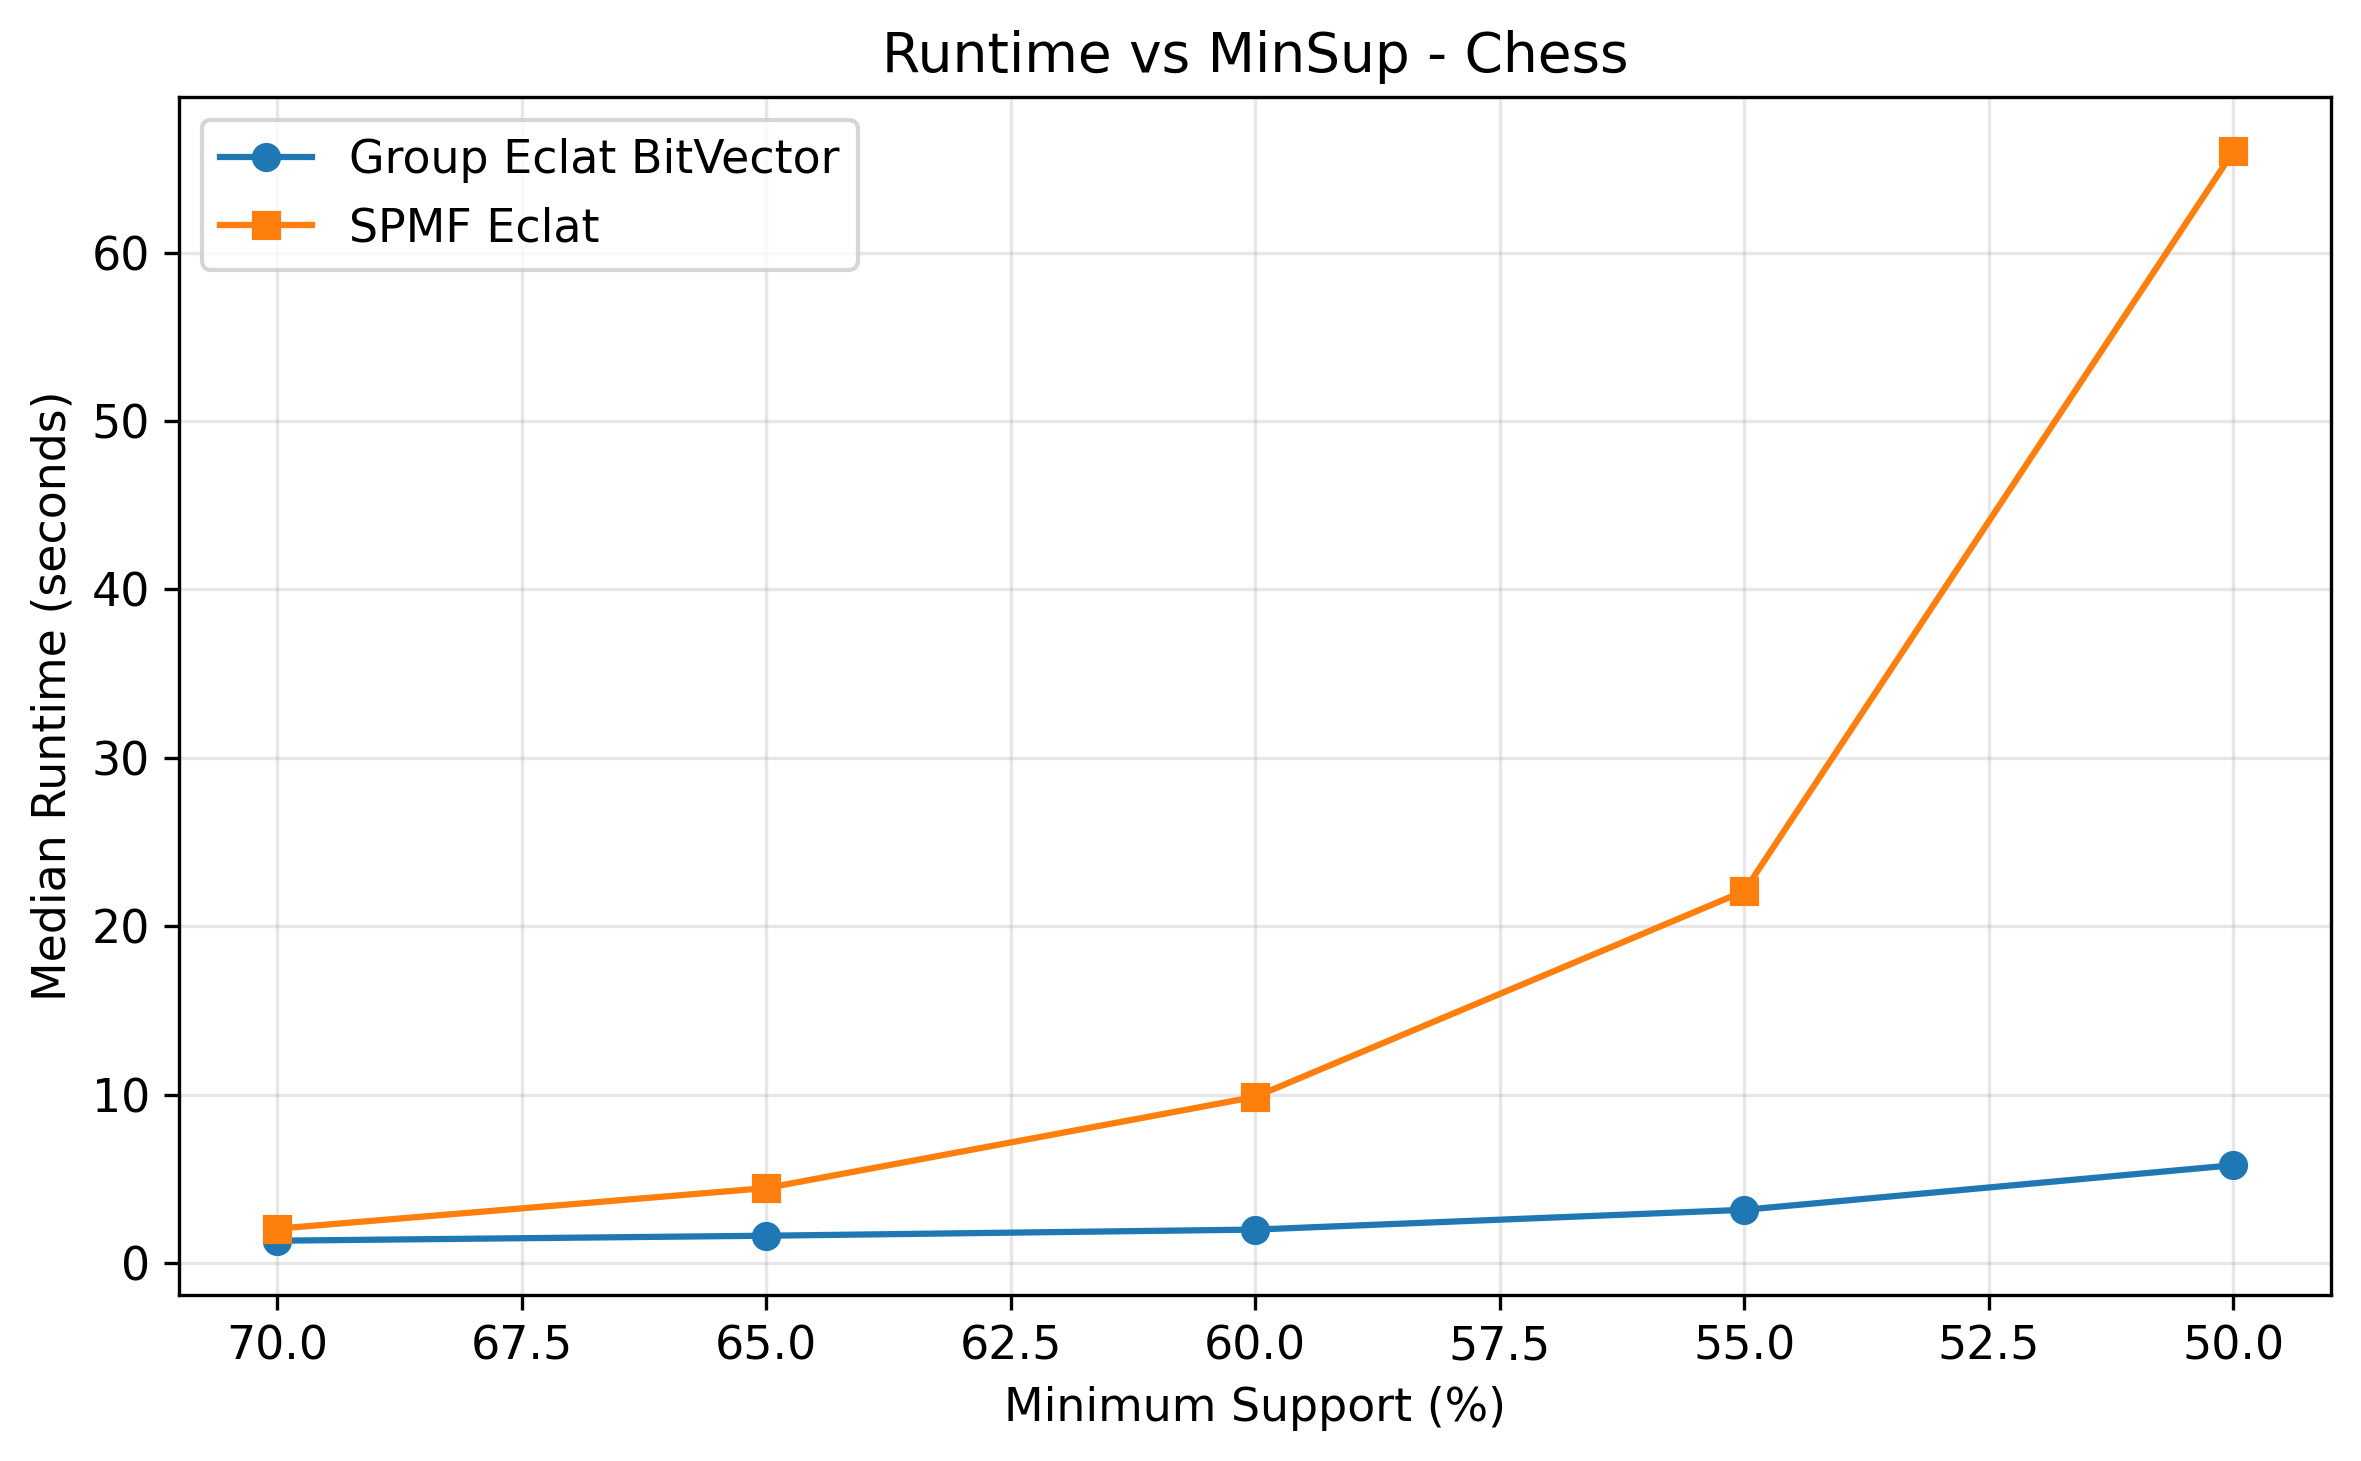 Runtime vs MinSup - Chess
Group Eclat BitVector
SPMF Eclat
60
50
40
30
20
10
0
Median Runtime (seconds)
70.0 67.5 65.0 62.5 60.0 57.5 55.0 52.5 50.0
Minimum Support (%)